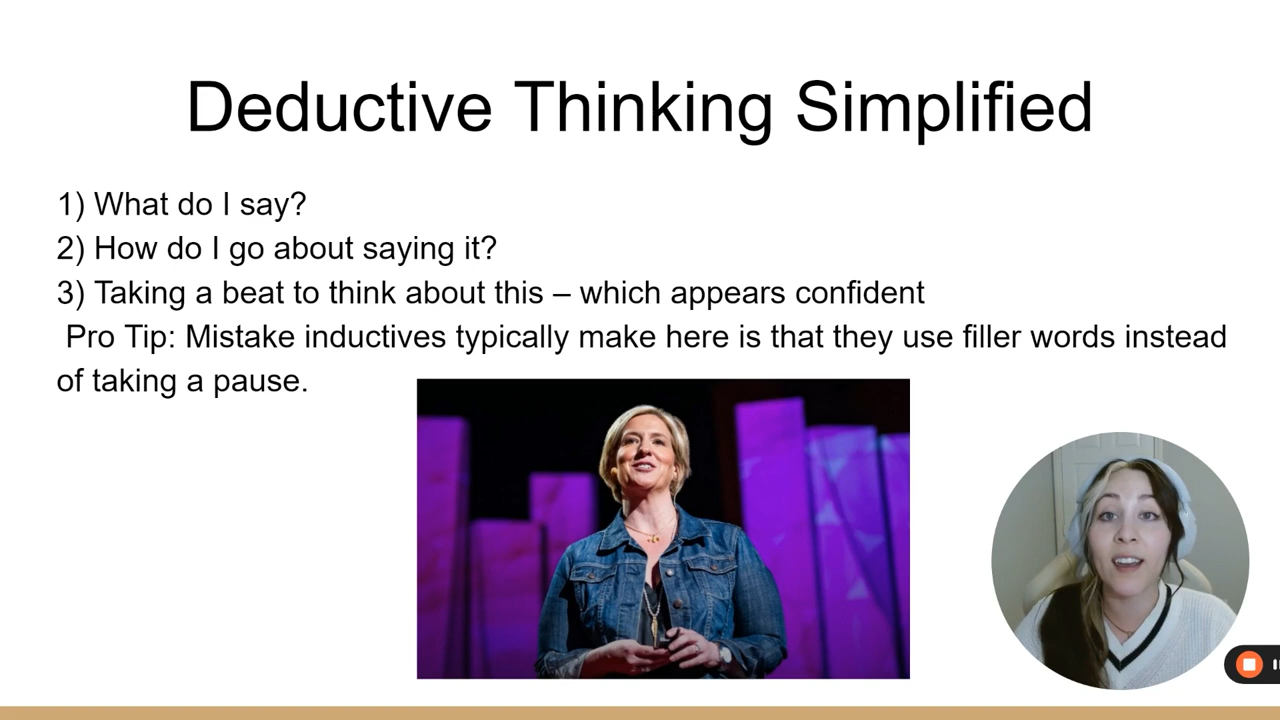 Deductive Thinking Simplified
1) What do I say?
2) How do I go about saying it?
3) Taking a beat to think about this – which appears confident
Pro Tip: Mistake inductives typically make here is that they use filler words instead
of taking a pause.